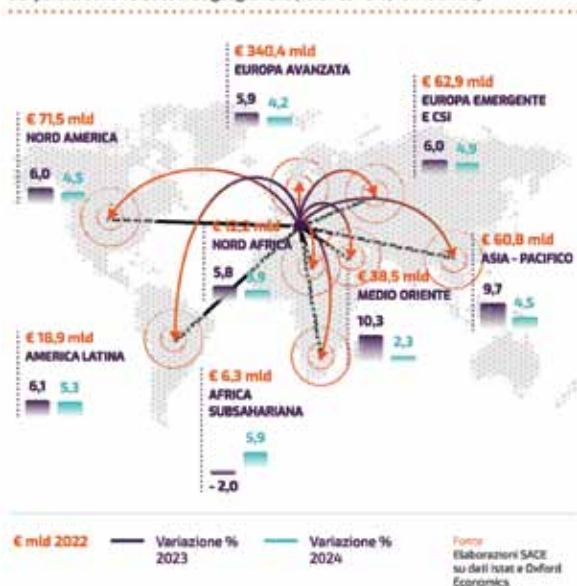 € 340,4 mld
EUROPA AVANZATA
5,9 4,2
€ 62,9 mld
EUROPA EMERGENTE
E CSI
6,0 4,9
€ 71,5 mld
NORD AMERICA
6,0 4,5
NORD AFRICA
5,8
€ 60,8 mld
ASIA - PACIFICO
9,7 4,5
€ 38,5 mld
MEDIO ORIENTE
10,3 2,3
€ 16,9 mld
AMERICA LATINA
6,1 5,3
€ 6,3 mld
AFRICA
SUBSAHARIANA
5,9
- 2,0
€ mld 2022
Variazione %
2023
Variazione %
2024
Fonte
Elaborazioni SACE
su dati Istat e Oxford
Economics